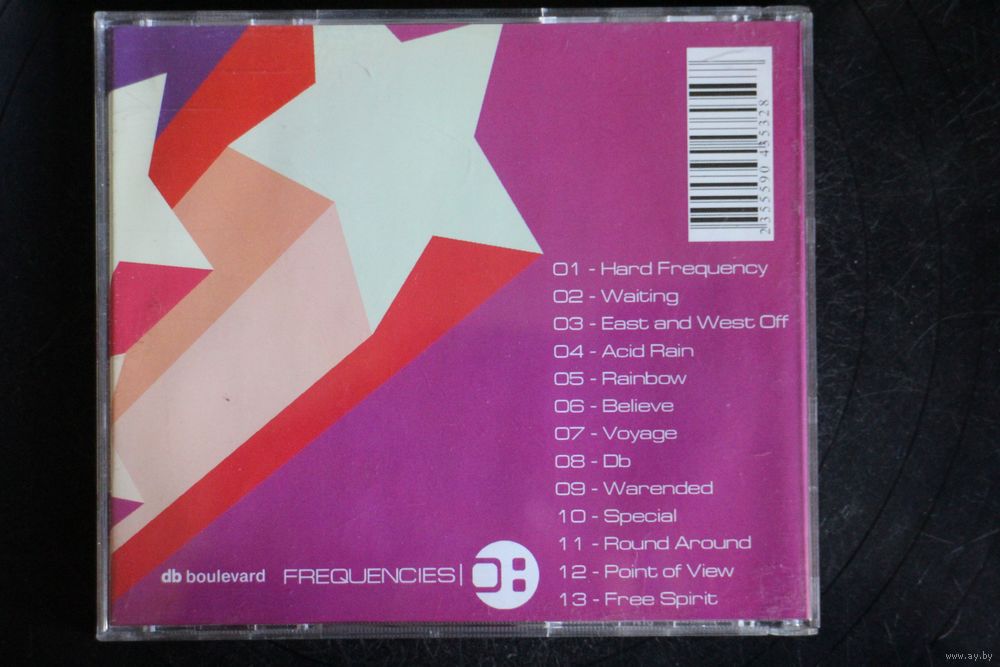 2355590 435328
01 - Hard Frequency
02 - Waiting
03 - East and West Off
04 - Acid Rain
05 - Rainbow
06 - Believe
07 - Voyage
08 - Db
09 - Warended
10 - Special
11 - Round Around
12 - Point of View
13 - Free Spirit
db boulevard FREQUENCIES|
www.ay.by